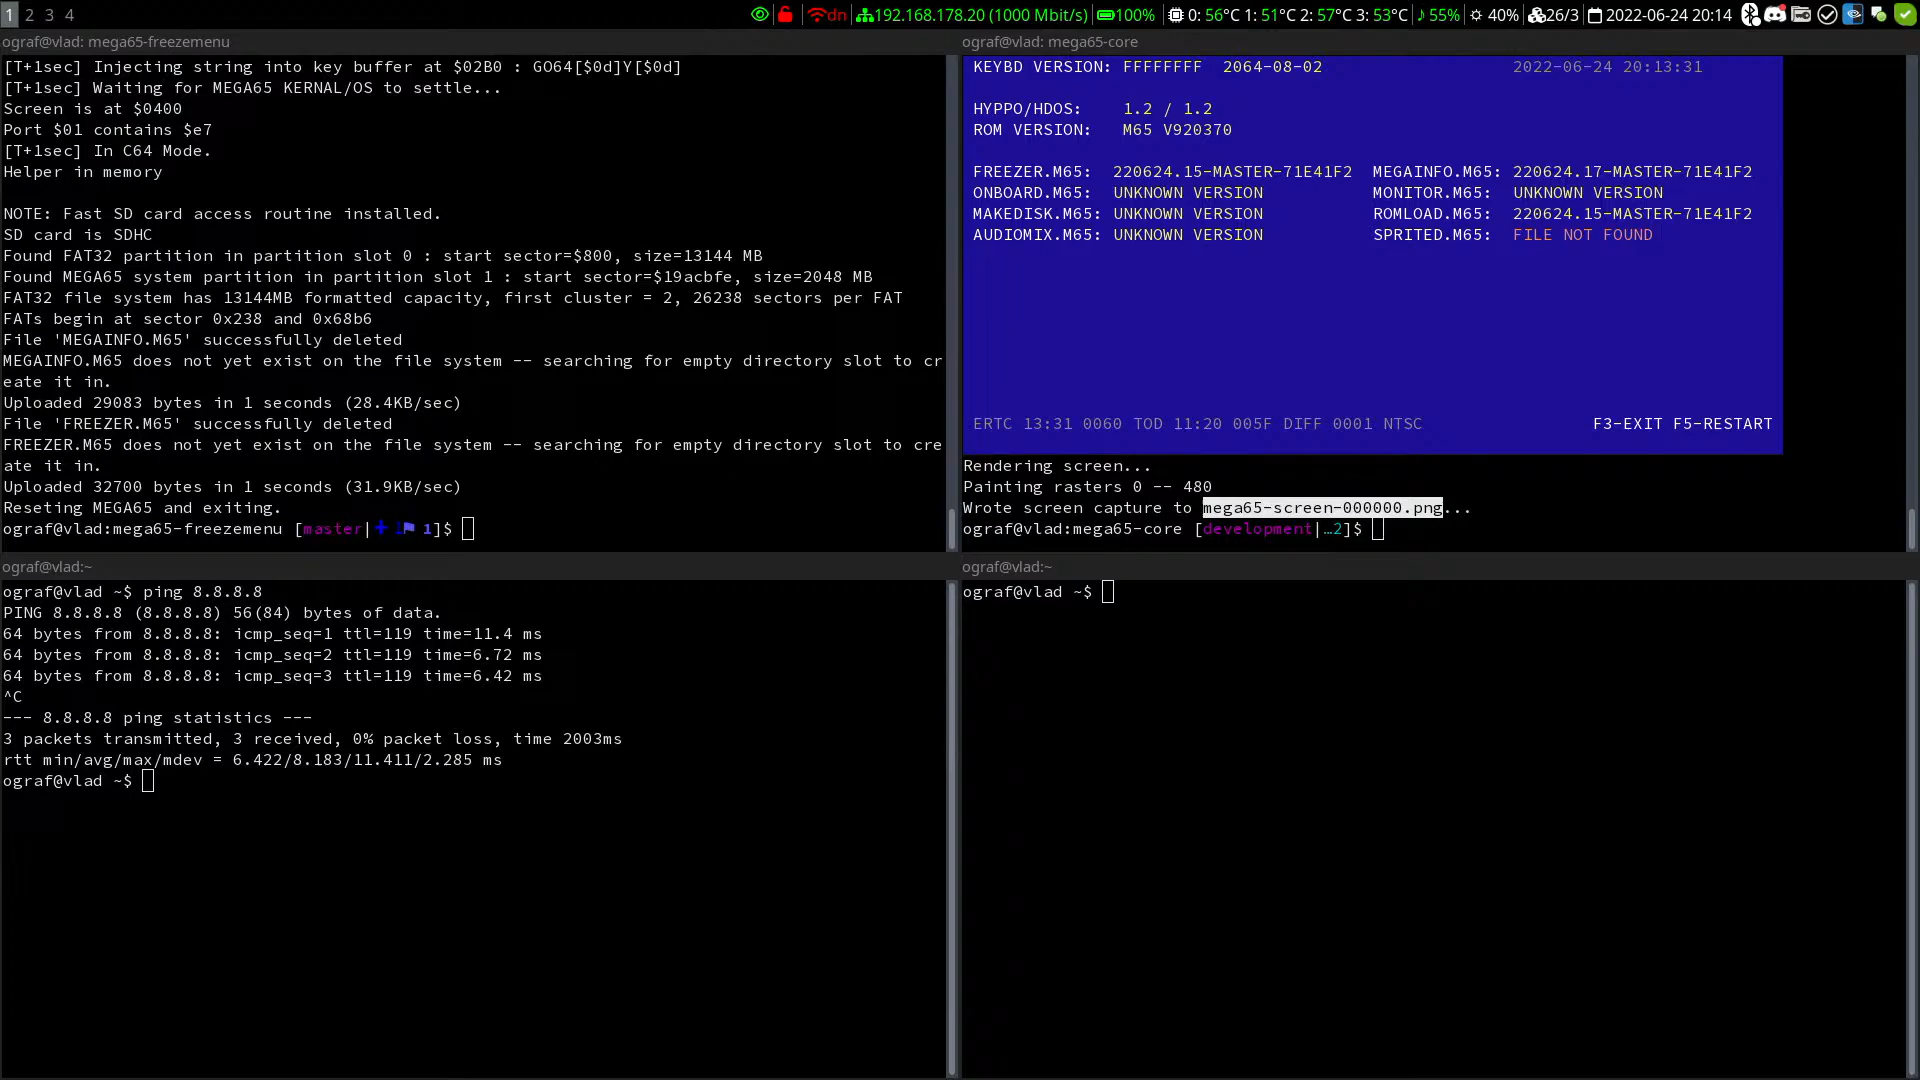 1 2 3 4
dn 192.168.178.20 (1000 Mbit/s) 100% 0: 56°C 1: 51°C 2: 57°C 3: 53°C 55% 40% 26/3 2022-06-24 20:14
ograf@vlad: mega65-freezemenu
[T+1sec] Injecting string into key buffer at $02B0 : GO64[$0d]Y[$0d]
[T+1sec] Waiting for MEGA65 KERNAL/OS to settle...
Screen is at $0400
Port $01 contains $e7
[T+1sec] In C64 Mode.
Helper in memory
NOTE: Fast SD card access routine installed.
SD card is SDHC
Found FAT32 partition in partition slot 0 : start sector=$800, size=13144 MB
Found MEGA65 system partition in partition slot 1 : start sector=$19acbfe, size=2048 MB
FAT32 file system has 13144MB formatted capacity, first cluster = 2, 26238 sectors per FAT
FATs begin at sector 0x238 and 0x68b6
File 'MEGAINFO.M65' successfully deleted
MEGAINFO.M65 does not yet exist on the file system -- searching for empty directory slot to cr
eate it in.
Uploaded 29083 bytes in 1 seconds (28.4KB/sec)
File 'FREEZER.M65' successfully deleted
FREEZER.M65 does not yet exist on the file system -- searching for empty directory slot to cre
ate it in.
Uploaded 32700 bytes in 1 seconds (31.9KB/sec)
Resetting MEGA65 and exiting.
ograf@vlad:mega65-freezemenu [master|✚ 1⚑ 1]$
ograf@vlad: mega65-core
KEYBD VERSION: FFFFFFFF 2064-08-02 2022-06-24 20:13:31
HYPPO/HDOS: 1.2 / 1.2
ROM VERSION: M65 V920370
FREEZER.M65: 220624.15-MASTER-71E41F2 MEGAINFO.M65: 220624.17-MASTER-71E41F2
ONBOARD.M65: UNKNOWN VERSION MONITOR.M65: UNKNOWN VERSION
MAKEDISK.M65: UNKNOWN VERSION ROMLOAD.M65: 220624.15-MASTER-71E41F2
AUDIOMIX.M65: UNKNOWN VERSION SPRITED.M65: FILE NOT FOUND
ERTC 13:31 0060 TOD 11:20 005F DIFF 0001 NTSC F3-EXIT F5-RESTART
Rendering screen...
Painting rasters 0 -- 480
Wrote screen capture to mega65-screen-000000.png...
ograf@vlad:mega65-core [development|…2]$
ograf@vlad:~
ograf@vlad ~$ ping 8.8.8.8
PING 8.8.8.8 (8.8.8.8) 56(84) bytes of data.
64 bytes from 8.8.8.8: icmp_seq=1 ttl=119 time=11.4 ms
64 bytes from 8.8.8.8: icmp_seq=2 ttl=119 time=6.72 ms
64 bytes from 8.8.8.8: icmp_seq=3 ttl=119 time=6.42 ms
^C
--- 8.8.8.8 ping statistics ---
3 packets transmitted, 3 received, 0% packet loss, time 2003ms
rtt min/avg/max/mdev = 6.422/8.183/11.411/2.285 ms
ograf@vlad ~$
ograf@vlad:~
ograf@vlad ~$